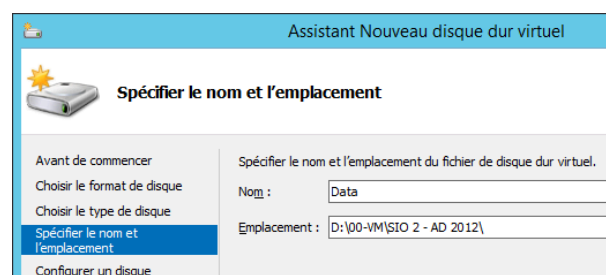 Assistant Nouveau disque dur virtuel
Spécifier le nom et l'emplacement
Avant de commencer
Choisir le format de disque
Choisir le type de disque
Spécifier le nom et
l'emplacement
Configurer un disque
Spécifier le nom et l'emplacement du fichier de disque dur virtuel.
Nom :
Data
Emplacement :
D:\00-VM\SIO 2 - AD 2012\